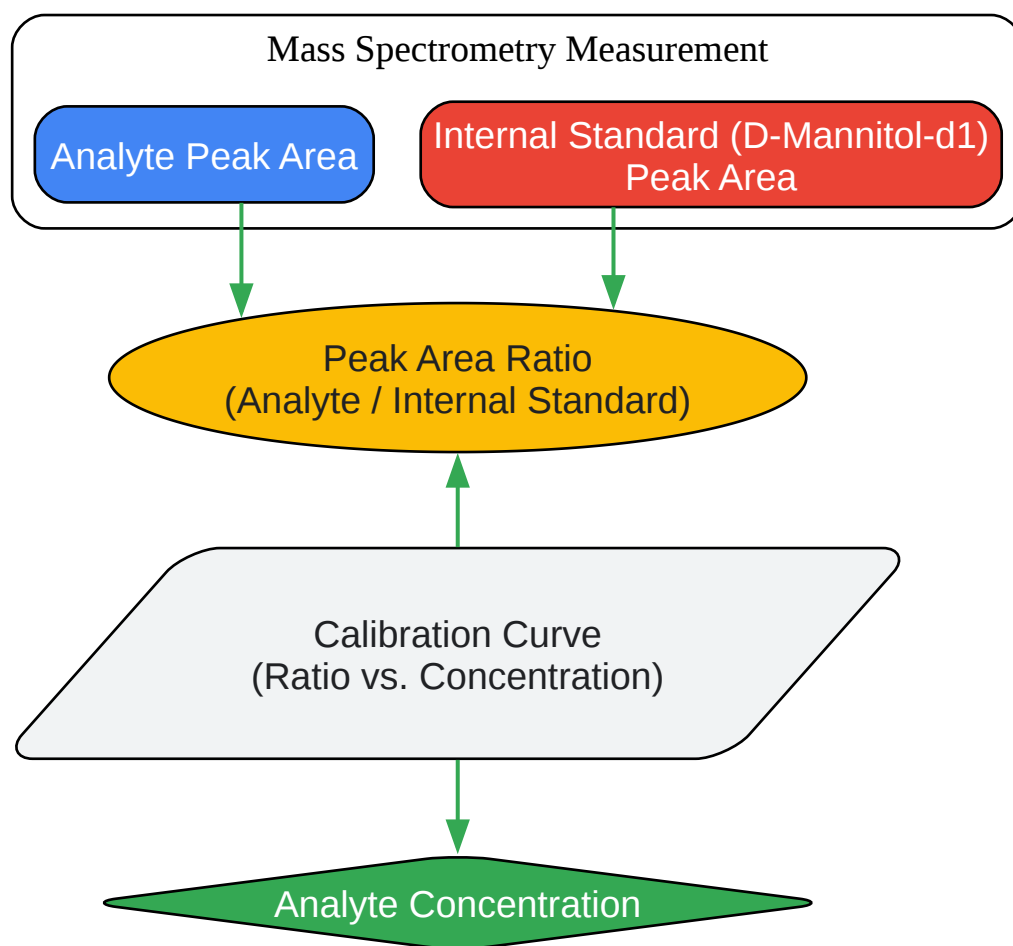 Mass Spectrometry Measurement
Analyte Peak Area
Internal Standard (D-Mannitol-d1)
Peak Area
Peak Area Ratio
(Analyte / Internal Standard)
Calibration Curve
(Ratio vs. Concentration)
Analyte Concentration